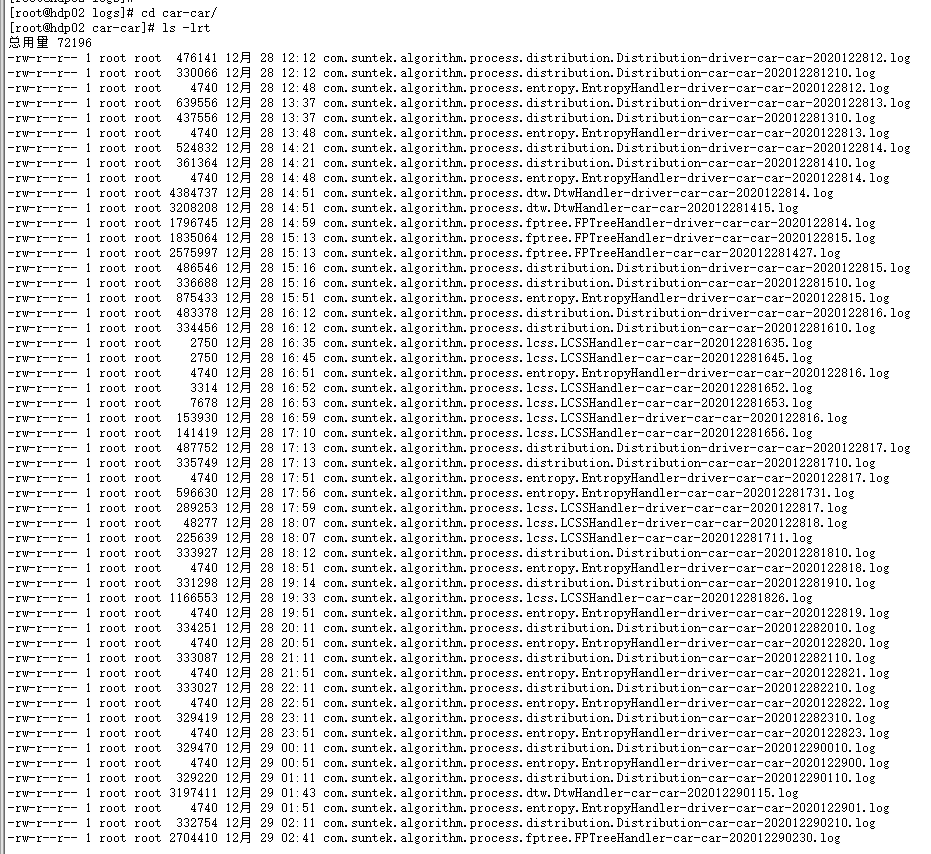 [root@hdp02 logs]#
[root@hdp02 logs]# cd car-car/
[root@hdp02 car-car]# ls -lrt
总用量 72196
-rw-r--r-- 1 root root  476141 12月 28 12:12 com.suntek.algorithm.process.distribution.Distribution-driver-car-car-2020122812.log
-rw-r--r-- 1 root root  330066 12月 28 12:12 com.suntek.algorithm.process.distribution.Distribution-car-car-202012281210.log
-rw-r--r-- 1 root root    4740 12月 28 12:48 com.suntek.algorithm.process.entropy.EntropyHandler-driver-car-car-2020122812.log
-rw-r--r-- 1 root root  639556 12月 28 13:37 com.suntek.algorithm.process.distribution.Distribution-driver-car-car-2020122813.log
-rw-r--r-- 1 root root  437556 12月 28 13:37 com.suntek.algorithm.process.distribution.Distribution-car-car-202012281310.log
-rw-r--r-- 1 root root    4740 12月 28 13:48 com.suntek.algorithm.process.entropy.EntropyHandler-driver-car-car-2020122813.log
-rw-r--r-- 1 root root  524832 12月 28 14:21 com.suntek.algorithm.process.distribution.Distribution-driver-car-car-2020122814.log
-rw-r--r-- 1 root root  361364 12月 28 14:21 com.suntek.algorithm.process.distribution.Distribution-car-car-202012281410.log
-rw-r--r-- 1 root root    4740 12月 28 14:48 com.suntek.algorithm.process.entropy.EntropyHandler-driver-car-car-2020122814.log
-rw-r--r-- 1 root root 4384737 12月 28 14:51 com.suntek.algorithm.process.dtw.DtwHandler-driver-car-car-2020122814.log
-rw-r--r-- 1 root root 3208208 12月 28 14:51 com.suntek.algorithm.process.dtw.DtwHandler-car-car-202012281415.log
-rw-r--r-- 1 root root 1796745 12月 28 14:59 com.suntek.algorithm.process.fptree.FPTreeHandler-driver-car-car-2020122814.log
-rw-r--r-- 1 root root 1835064 12月 28 15:13 com.suntek.algorithm.process.fptree.FPTreeHandler-driver-car-car-2020122815.log
-rw-r--r-- 1 root root 2575997 12月 28 15:13 com.suntek.algorithm.process.fptree.FPTreeHandler-car-car-202012281427.log
-rw-r--r-- 1 root root  486546 12月 28 15:16 com.suntek.algorithm.process.distribution.Distribution-driver-car-car-2020122815.log
-rw-r--r-- 1 root root  336688 12月 28 15:16 com.suntek.algorithm.process.distribution.Distribution-car-car-202012281510.log
-rw-r--r-- 1 root root  875433 12月 28 15:51 com.suntek.algorithm.process.entropy.EntropyHandler-driver-car-car-2020122815.log
-rw-r--r-- 1 root root  483378 12月 28 16:12 com.suntek.algorithm.process.distribution.Distribution-driver-car-car-2020122816.log
-rw-r--r-- 1 root root  334456 12月 28 16:12 com.suntek.algorithm.process.distribution.Distribution-car-car-202012281610.log
-rw-r--r-- 1 root root    2750 12月 28 16:35 com.suntek.algorithm.process.lcss.LCSSHandler-car-car-202012281635.log
-rw-r--r-- 1 root root    2750 12月 28 16:45 com.suntek.algorithm.process.lcss.LCSSHandler-car-car-202012281645.log
-rw-r--r-- 1 root root    4740 12月 28 16:51 com.suntek.algorithm.process.entropy.EntropyHandler-driver-car-car-2020122816.log
-rw-r--r-- 1 root root    3314 12月 28 16:52 com.suntek.algorithm.process.lcss.LCSSHandler-car-car-202012281652.log
-rw-r--r-- 1 root root    7678 12月 28 16:53 com.suntek.algorithm.process.lcss.LCSSHandler-car-car-202012281653.log
-rw-r--r-- 1 root root  153930 12月 28 16:59 com.suntek.algorithm.process.lcss.LCSSHandler-driver-car-car-2020122816.log
-rw-r--r-- 1 root root  141419 12月 28 17:10 com.suntek.algorithm.process.lcss.LCSSHandler-car-car-202012281656.log
-rw-r--r-- 1 root root  487752 12月 28 17:13 com.suntek.algorithm.process.distribution.Distribution-driver-car-car-2020122817.log
-rw-r--r-- 1 root root  335749 12月 28 17:13 com.suntek.algorithm.process.distribution.Distribution-car-car-202012281710.log
-rw-r--r-- 1 root root    4740 12月 28 17:51 com.suntek.algorithm.process.entropy.EntropyHandler-driver-car-car-2020122817.log
-rw-r--r-- 1 root root  596630 12月 28 17:56 com.suntek.algorithm.process.entropy.EntropyHandler-car-car-202012281731.log
-rw-r--r-- 1 root root  289253 12月 28 17:59 com.suntek.algorithm.process.lcss.LCSSHandler-driver-car-car-2020122817.log
-rw-r--r-- 1 root root   48277 12月 28 18:07 com.suntek.algorithm.process.lcss.LCSSHandler-driver-car-car-2020122818.log
-rw-r--r-- 1 root root  225639 12月 28 18:07 com.suntek.algorithm.process.lcss.LCSSHandler-car-car-202012281711.log
-rw-r--r-- 1 root root  333927 12月 28 18:12 com.suntek.algorithm.process.distribution.Distribution-car-car-202012281810.log
-rw-r--r-- 1 root root    4740 12月 28 18:51 com.suntek.algorithm.process.entropy.EntropyHandler-driver-car-car-2020122818.log
-rw-r--r-- 1 root root  331298 12月 28 19:14 com.suntek.algorithm.process.distribution.Distribution-car-car-202012281910.log
-rw-r--r-- 1 root root 1166553 12月 28 19:33 com.suntek.algorithm.process.lcss.LCSSHandler-car-car-202012281826.log
-rw-r--r-- 1 root root    4740 12月 28 19:51 com.suntek.algorithm.process.entropy.EntropyHandler-driver-car-car-2020122819.log
-rw-r--r-- 1 root root  334251 12月 28 20:11 com.suntek.algorithm.process.distribution.Distribution-car-car-202012282010.log
-rw-r--r-- 1 root root    4740 12月 28 20:51 com.suntek.algorithm.process.entropy.EntropyHandler-driver-car-car-2020122820.log
-rw-r--r-- 1 root root  333087 12月 28 21:11 com.suntek.algorithm.process.distribution.Distribution-car-car-202012282110.log
-rw-r--r-- 1 root root    4740 12月 28 21:51 com.suntek.algorithm.process.entropy.EntropyHandler-driver-car-car-2020122821.log
-rw-r--r-- 1 root root  333027 12月 28 22:11 com.suntek.algorithm.process.distribution.Distribution-car-car-202012282210.log
-rw-r--r-- 1 root root    4740 12月 28 22:51 com.suntek.algorithm.process.entropy.EntropyHandler-driver-car-car-2020122822.log
-rw-r--r-- 1 root root  329419 12月 28 23:11 com.suntek.algorithm.process.distribution.Distribution-car-car-202012282310.log
-rw-r--r-- 1 root root    4740 12月 28 23:51 com.suntek.algorithm.process.entropy.EntropyHandler-driver-car-car-2020122823.log
-rw-r--r-- 1 root root  329470 12月 29 00:11 com.suntek.algorithm.process.distribution.Distribution-car-car-202012290010.log
-rw-r--r-- 1 root root    4740 12月 29 00:51 com.suntek.algorithm.process.entropy.EntropyHandler-driver-car-car-2020122900.log
-rw-r--r-- 1 root root  329220 12月 29 01:11 com.suntek.algorithm.process.distribution.Distribution-car-car-202012290110.log
-rw-r--r-- 1 root root 3197411 12月 29 01:43 com.suntek.algorithm.process.dtw.DtwHandler-car-car-202012290115.log
-rw-r--r-- 1 root root    4740 12月 29 01:51 com.suntek.algorithm.process.entropy.EntropyHandler-driver-car-car-2020122901.log
-rw-r--r-- 1 root root  332754 12月 29 02:11 com.suntek.algorithm.process.distribution.Distribution-car-car-202012290210.log
-rw-r--r-- 1 root root 2704410 12月 29 02:41 com.suntek.algorithm.process.fptree.FPTreeHandler-car-car-202012290230.log